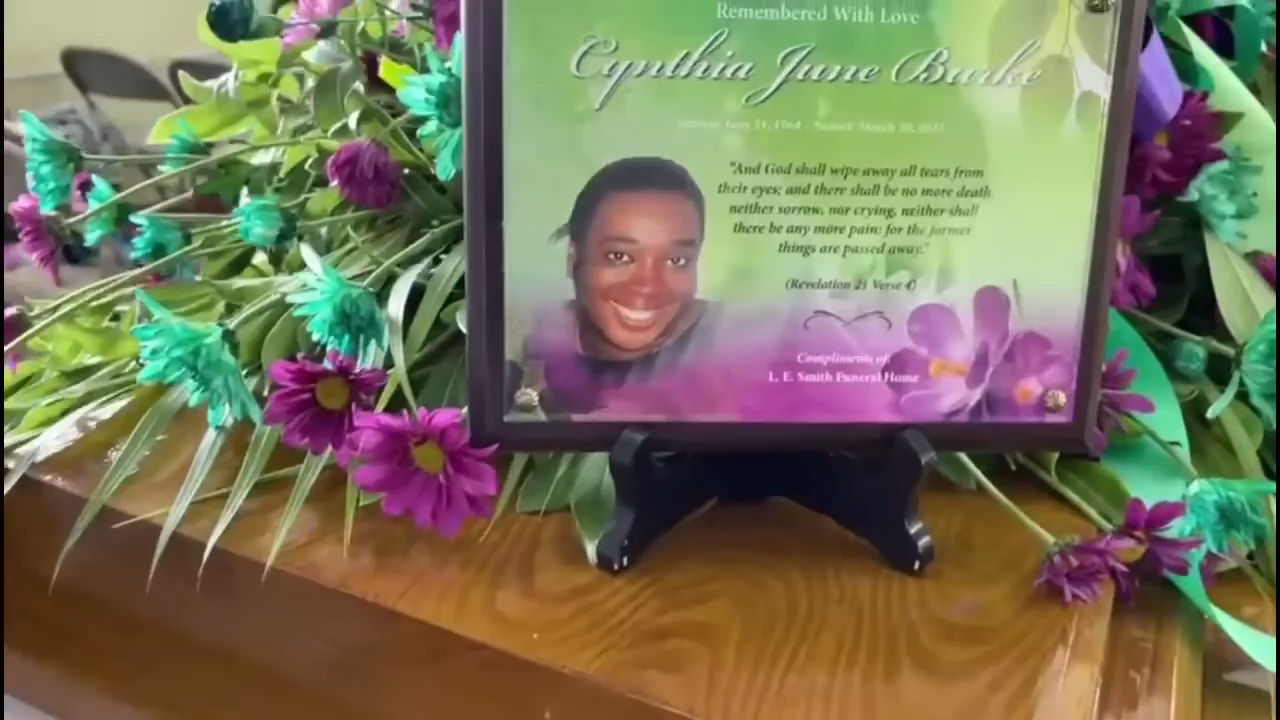 Remembered With Love
Cynthia June Burke
"And God shall wipe away all tears from
their eyes; and there shall be no more death,
neither sorrow, nor crying, neither shall
there be any more pain: for the former
things are passed away."
(Revelation 21 Verse 4)
Compliments of
L. E. Smith Funeral Home